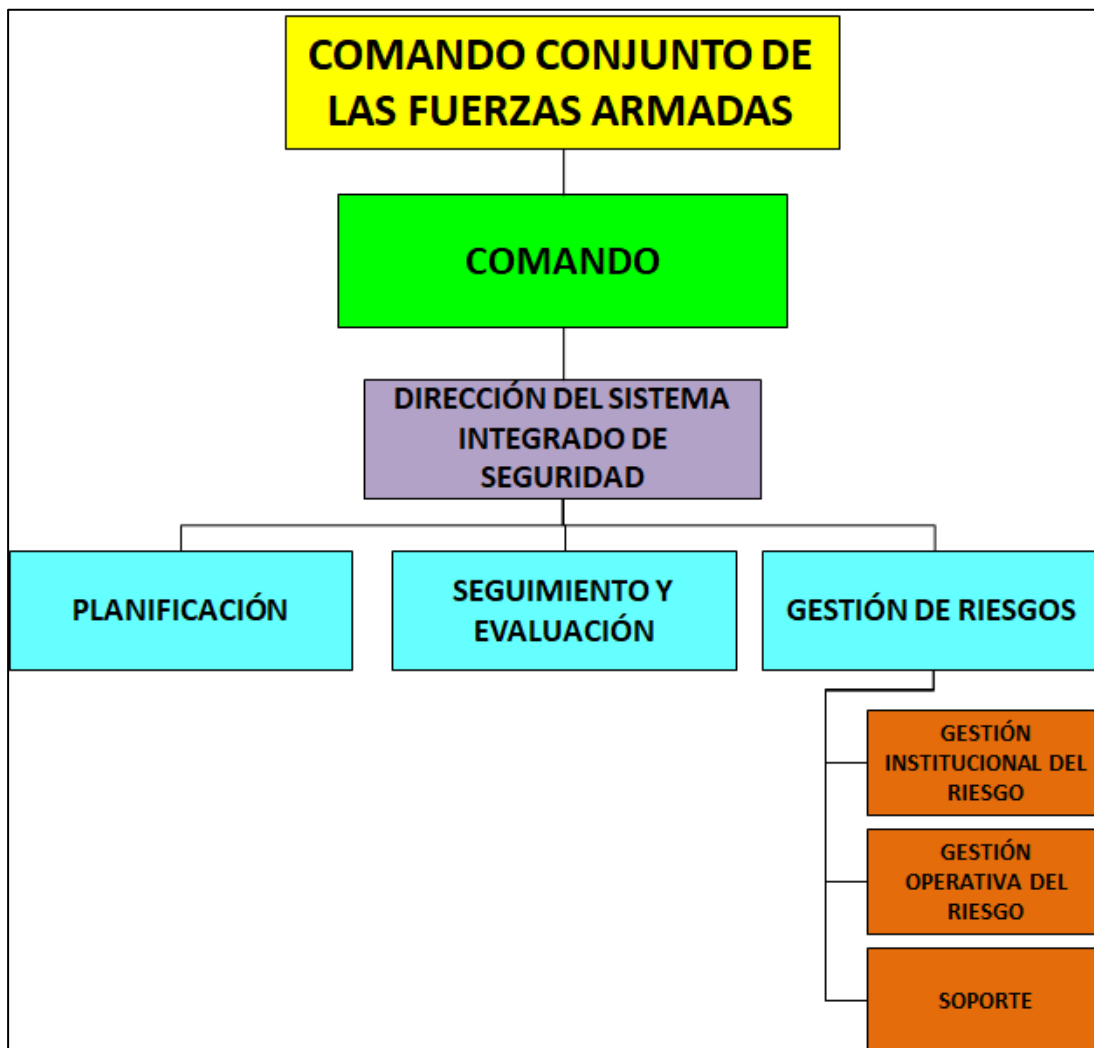 COMANDO CONJUNTO DE
LAS FUERZAS ARMADAS
COMANDO
DIRECCIÓN DEL SISTEMA
INTEGRADO DE
SEGURIDAD
PLANIFICACIÓN
SEGUIMIENTO Y
EVALUACIÓN
GESTIÓN DE RIESGOS
GESTIÓN
INSTITUCIONAL DEL
RIESGO
GESTIÓN
OPERATIVA DEL
RIESGO
SOPORTE